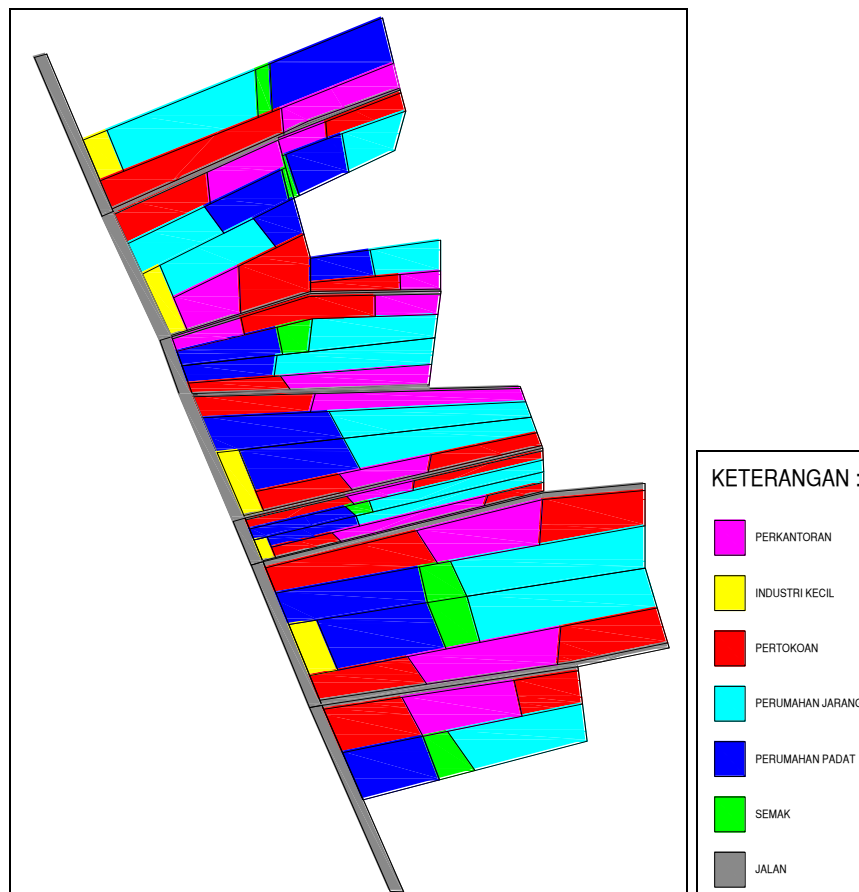 KETERANGAN :
PERKANTORAN
INDUSTRI KECIL
PERTOKOAN
PERUMAHAN JARANG
PERUMAHAN PADAT
SEMAK
JALAN